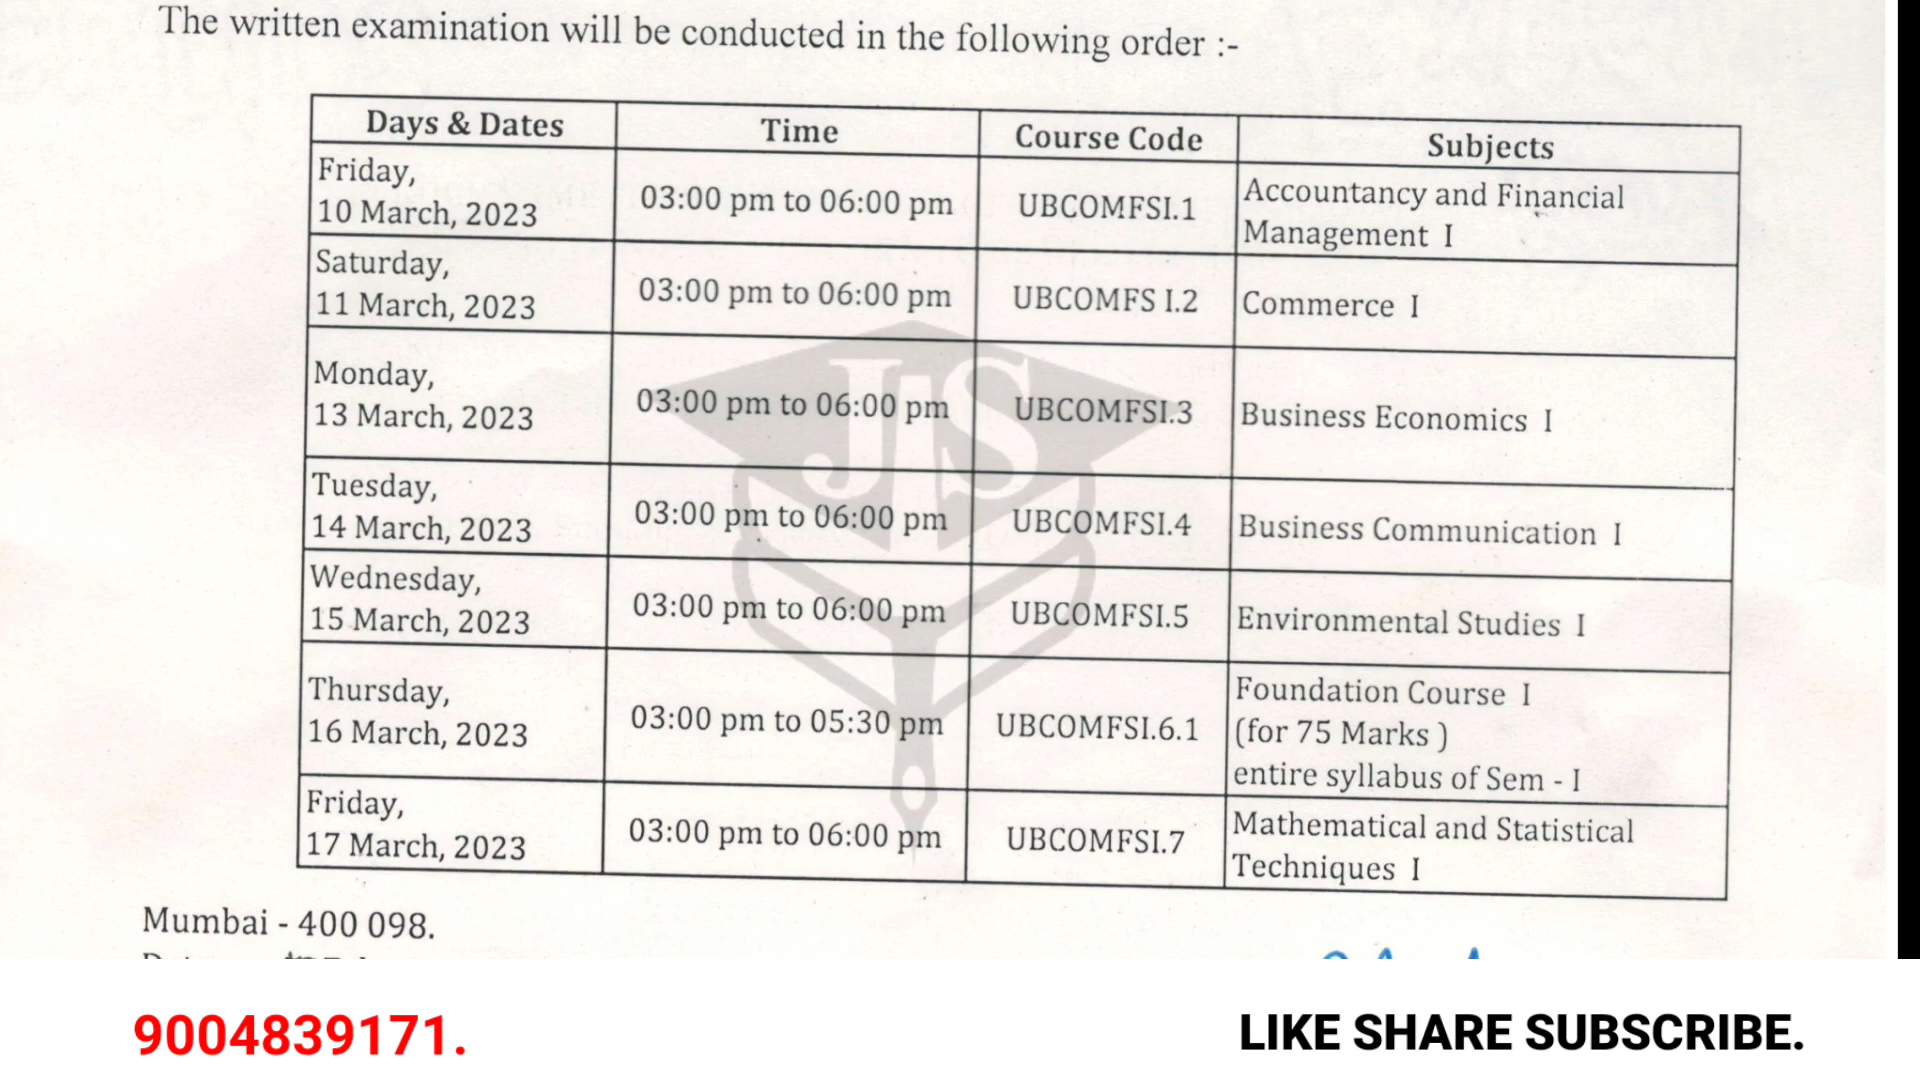 The written examination will be conducted in the following order :-
Days & Dates Time Course Code Subjects
Friday,
10 March, 2023 03:00 pm to 06:00 pm UBCOMFSI.1 Accountancy and Financial
Management I
Saturday,
11 March, 2023 03:00 pm to 06:00 pm UBCOMFS I.2 Commerce I
Monday,
13 March, 2023 03:00 pm to 06:00 pm UBCOMFSI.3 Business Economics I
Tuesday,
14 March, 2023 03:00 pm to 06:00 pm UBCOMFSI.4 Business Communication I
Wednesday,
15 March, 2023 03:00 pm to 06:00 pm UBCOMFSI.5 Environmental Studies I
Thursday,
16 March, 2023 03:00 pm to 05:30 pm UBCOMFSI.6.1 Foundation Course I
(for 75 Marks )
entire syllabus of Sem - I
Friday,
17 March, 2023 03:00 pm to 06:00 pm UBCOMFSI.7 Mathematical and Statistical
Techniques I
JS
Mumbai - 400 098.
9004839171.
LIKE SHARE SUBSCRIBE.